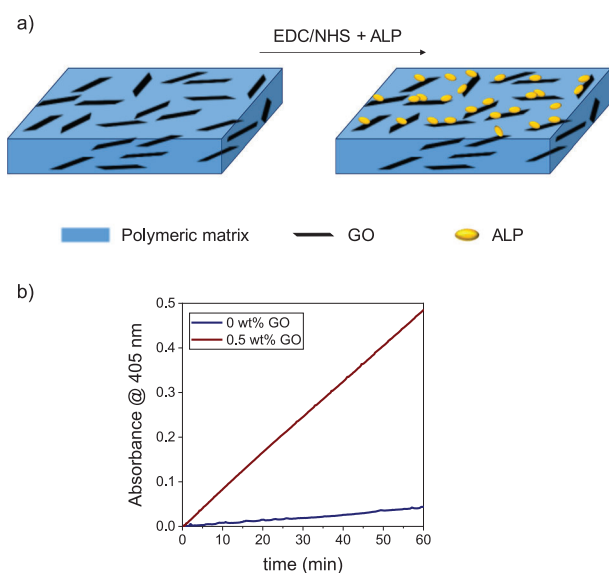 a)
EDC/NHS + ALP
Polymeric matrix
GO
ALP
b)
Absorbance @ 405 nm
0.5
0.4
0.3
0.2
0.1
0.0
0 wt% GO
0.5 wt% GO
0 10 20 30 40 50 60
time (min)